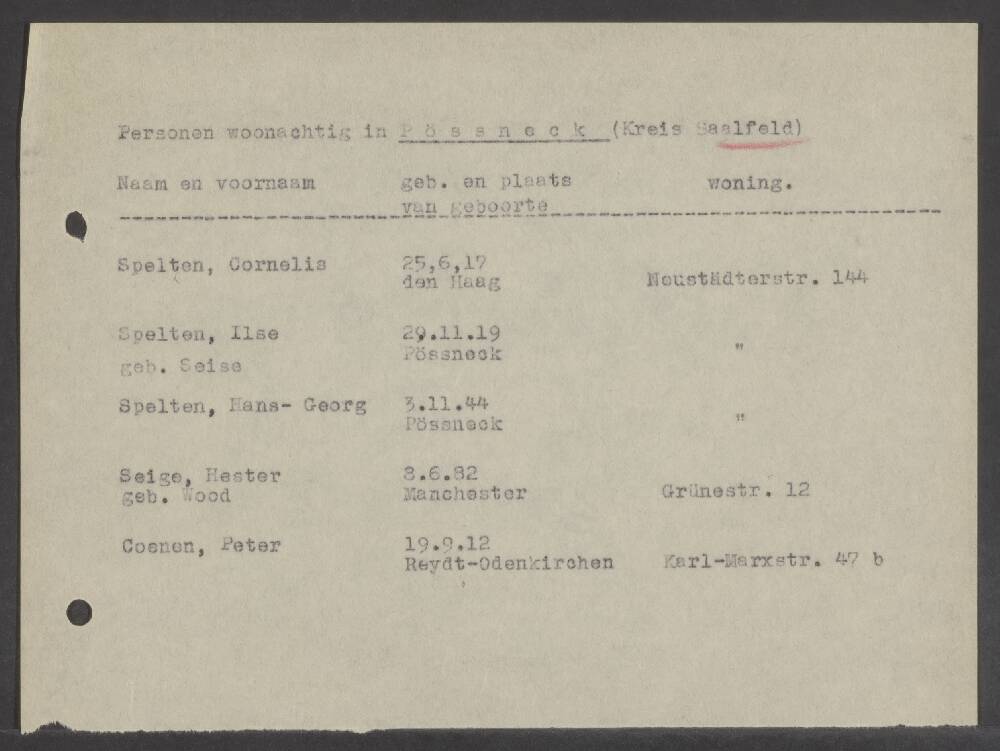 Personen woonachtig in Pössneck (Kreis Saalfeld)
Naam en voornaam geb. en plaats woning.
van geboorte
Spelten, Cornelis 25,6,17
den Haag Neustädterstr. 144
Spelten, Ilse 29.11.19
Pössneck "
geb. Seise
Spelten, Hans- Georg 3.11.44
Pössneck "
Seige, Hester 8.6.82
geb. Wood Manchester Grünestr. 12
Coenen, Peter 19.9.12
Reydt-Odenkirchen Karl-Marxstr. 47 b